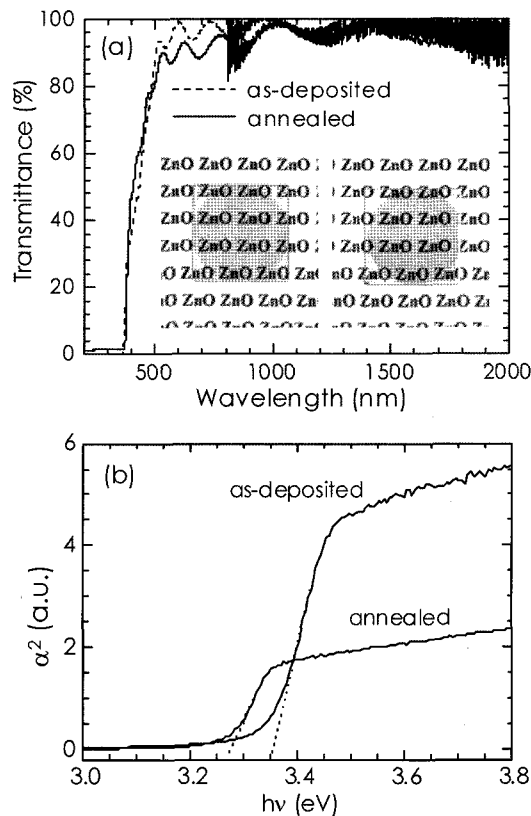 100
(a)
80
as-deposited
annealed
60
40
20
0
Transmittance (%)
ZnO ZnO ZnO ZnO ZnO ZnO ZnO
ZnO ZnO ZnO ZnO ZnO ZnO ZnO
ZnO ZnO ZnO ZnO ZnO ZnO ZnO
ZnO ZnO ZnO ZnO ZnO ZnO ZnO
ZnO ZnO ZnO ZnO ZnO ZnO
ZnO ZnO ZnO ZnO ZnO ZnO
500 1000 1500 2000
Wavelength (nm)
6
(b)
as-deposited
4
annealed
2
0
α² (a.u.)
3.0 3.2 3.4 3.6 3.8
hν (eV)